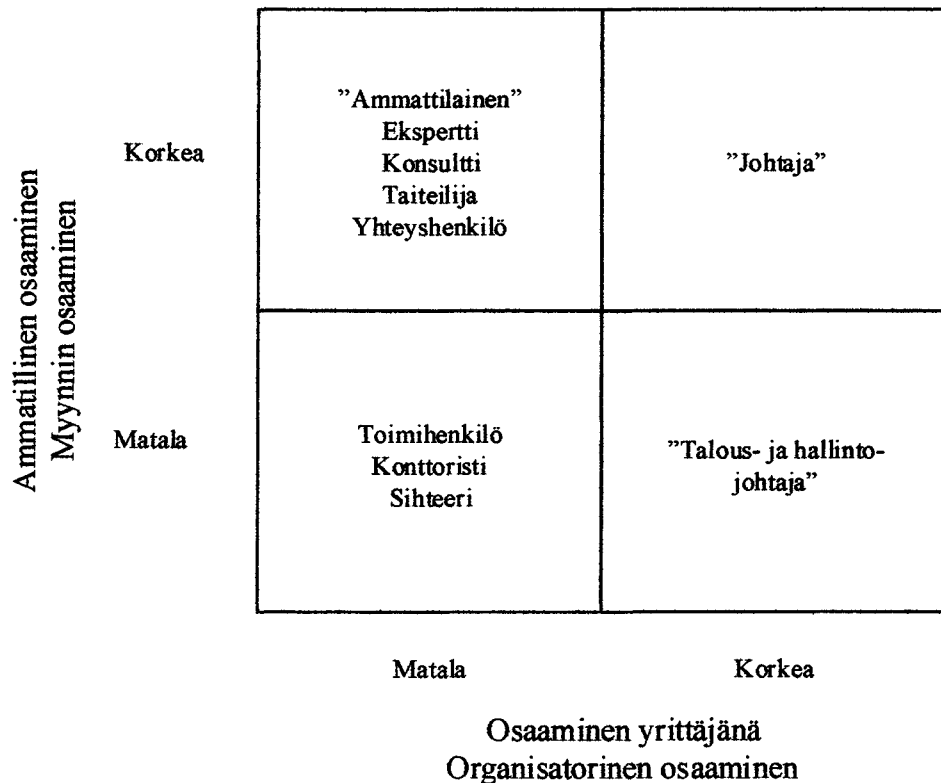 Ammatillinen osaaminen
Myynnin osaaminen
Korkea
”Ammattilainen”
Ekspertti
Konsultti
Taiteilija
Yhteyshenkilö
”Johtaja”
Matala
Toimihenkilö
Konttoristi
Sihteeri
”Talous- ja hallinto-
johtaja”
Matala
Korkea
Osaaminen yrittäjänä
Organisatorinen osaaminen